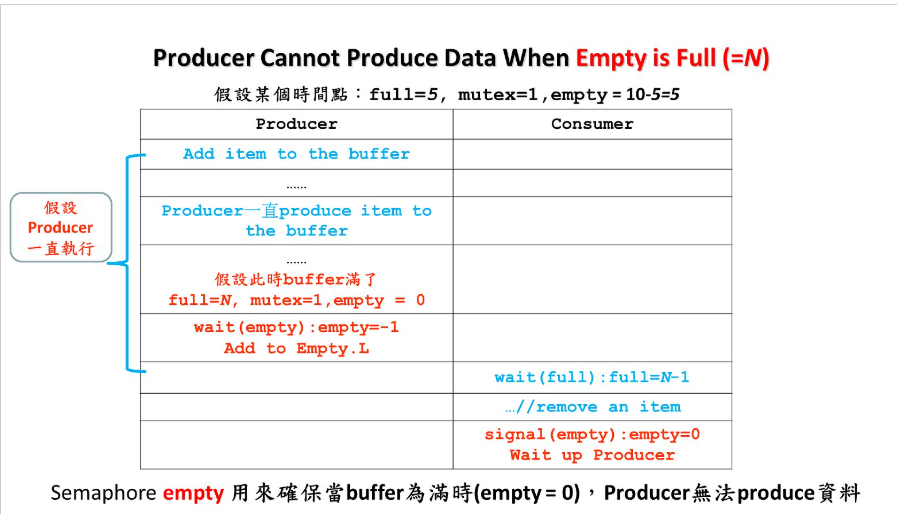 Producer Cannot Produce Data When Empty is Full (=N)
假設某個時間點：full=5, mutex=1,empty = 10-5=5
Producer
Consumer
Add item to the buffer
……
Producer一直produce item to
the buffer
……
假設此時buffer滿了
full=N, mutex=1,empty = 0
wait(empty):empty=-1
Add to Empty.L
假設
Producer
一直執行
wait(full):full=N-1
…//remove an item
signal(empty):empty=0
Wait up Producer
Semaphore empty 用來確保當buffer為滿時(empty = 0)，Producer無法produce資料